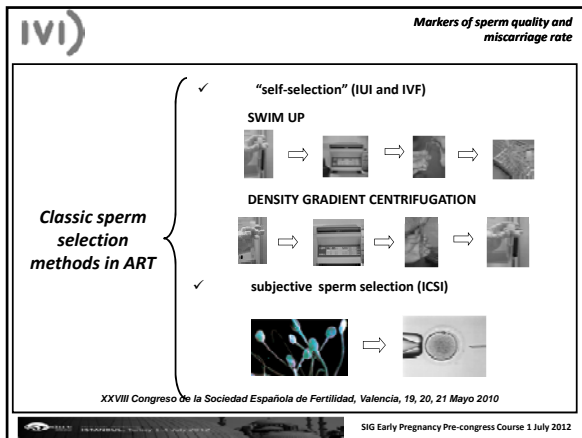 IVI
Markers of sperm quality and
miscarriage rate
✓ “self-selection” (IUI and IVF)
SWIM UP
DENSITY GRADIENT CENTRIFUGATION
Classic sperm
selection
methods in ART
✓ subjective sperm selection (ICSI)
XXVIII Congreso de la Sociedad Española de Fertilidad, Valencia, 19, 20, 21 Mayo 2010
SIG Early Pregnancy Pre-congress Course 1 July 2012